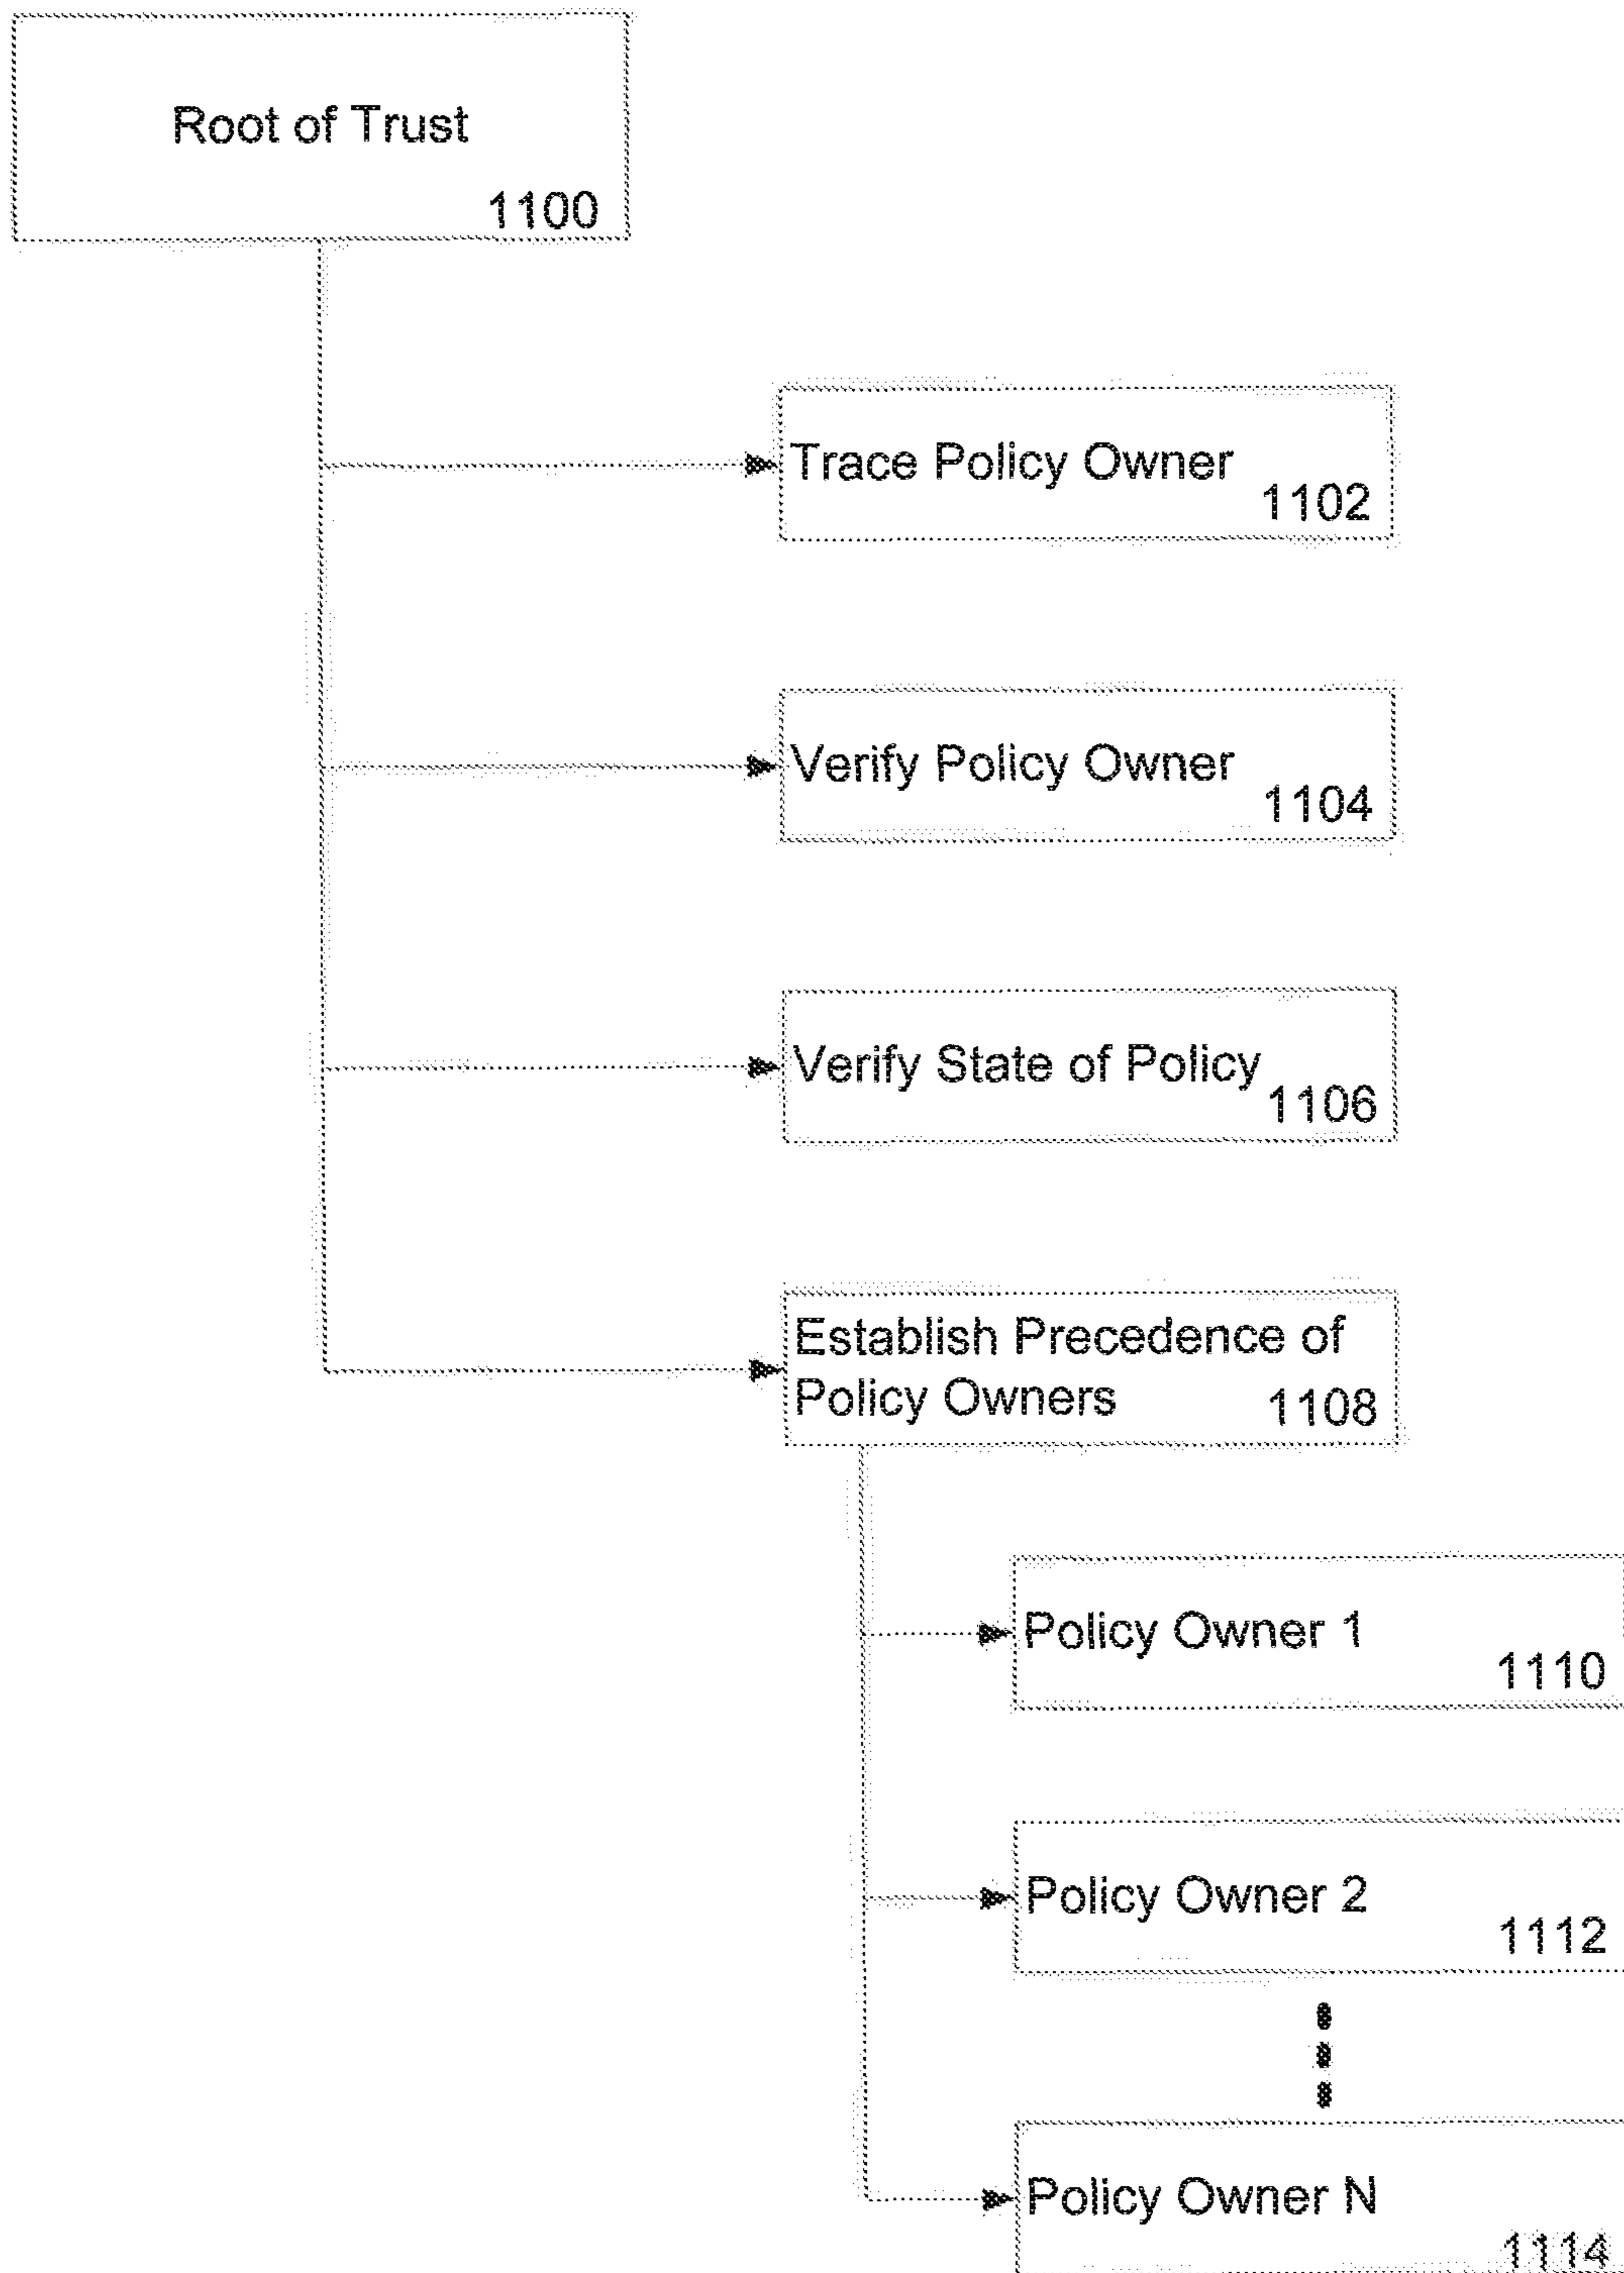 Root of Trust
1100
Trace Policy Owner
1102
Verify Policy Owner
1104
Verify State of Policy
1106
Establish Precedence of
Policy Owners
1108
Policy Owner 1
1110
Policy Owner 2
1112
Policy Owner N
1114